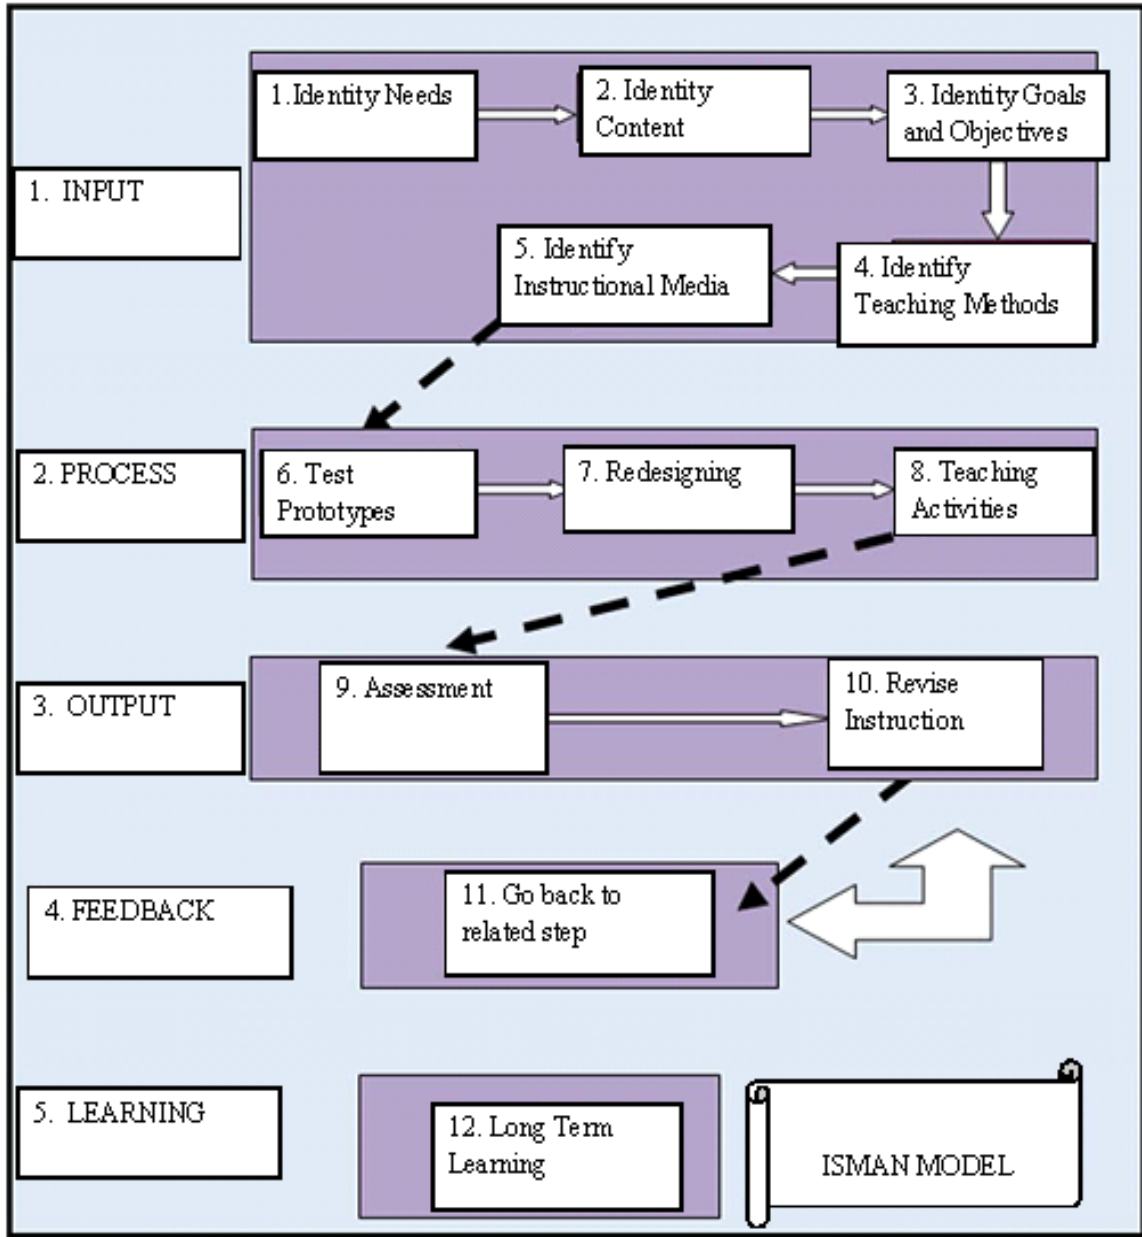 1.Identity Needs
2. Identity
Content
3. Identity Goals
and Objectives
1. INPUT
5. Identify
Instructional Media
4. Identify
Teaching Methods
2. PROCESS
6. Test
Prototypes
7. Redesigning
8. Teaching
Activities
3. OUTPUT
9. Assessment
10. Revise
Instruction
4. FEEDBACK
11. Go back to
related step
5. LEARNING
12. Long Term
Learning
ISMAN MODEL